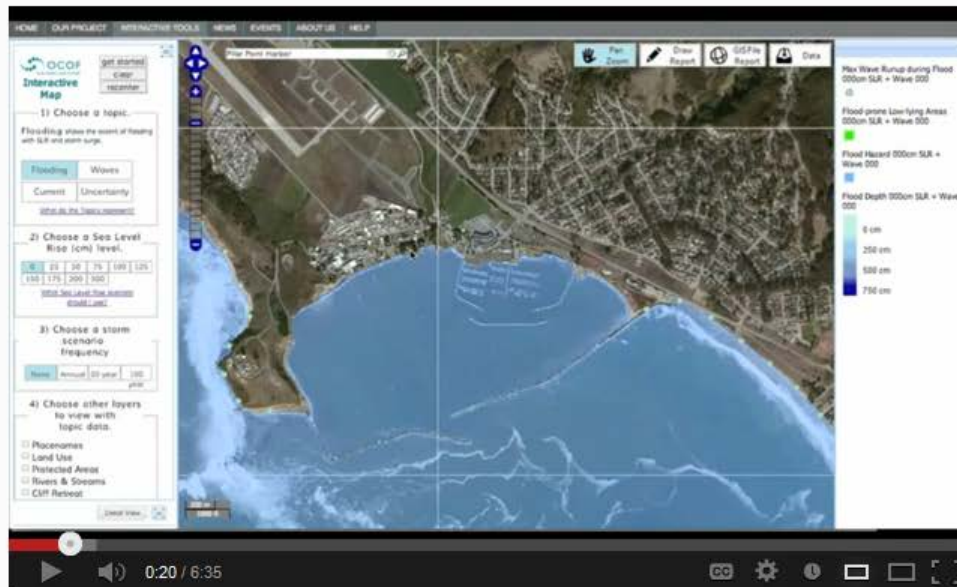 HOME OUR PROJECT INTERACTIVE TOOLS NEWS EVENTS ABOUT US HELP
OCOF
Interactive
Map
get started
clear
recenter
1) Choose a topic.
Flooding shows the extent of flooding
with SLR and storm surge.
Flooding Waves
Current Uncertainty
What do the Topics represent?
2) Choose a Sea Level
Rise (cm) level.
0 25 50 75 100 125
150 175 200 500
What Sea Level Rise scenario
should I use?
3) Choose a storm
scenario
frequency
None Annual 20 year 100
year
4) Choose other layers
to view with
topic data.
Placenames
Land Use
Protected Areas
Rivers & Streams
Cliff Retreat
Pillar Point Harbor
Pan
Zoom
Draw
Report
GIS File
Report
Data
Max Wave Runup during Flood
000cm SLR + Wave 000
Flood-prone Low-lying Areas
000cm SLR + Wave 000
Flood Hazard 000cm SLR +
Wave 000
Flood Depth 000cm SLR + Wave
000
0 cm
250 cm
500 cm
750 cm
0:20 / 6:35
CC